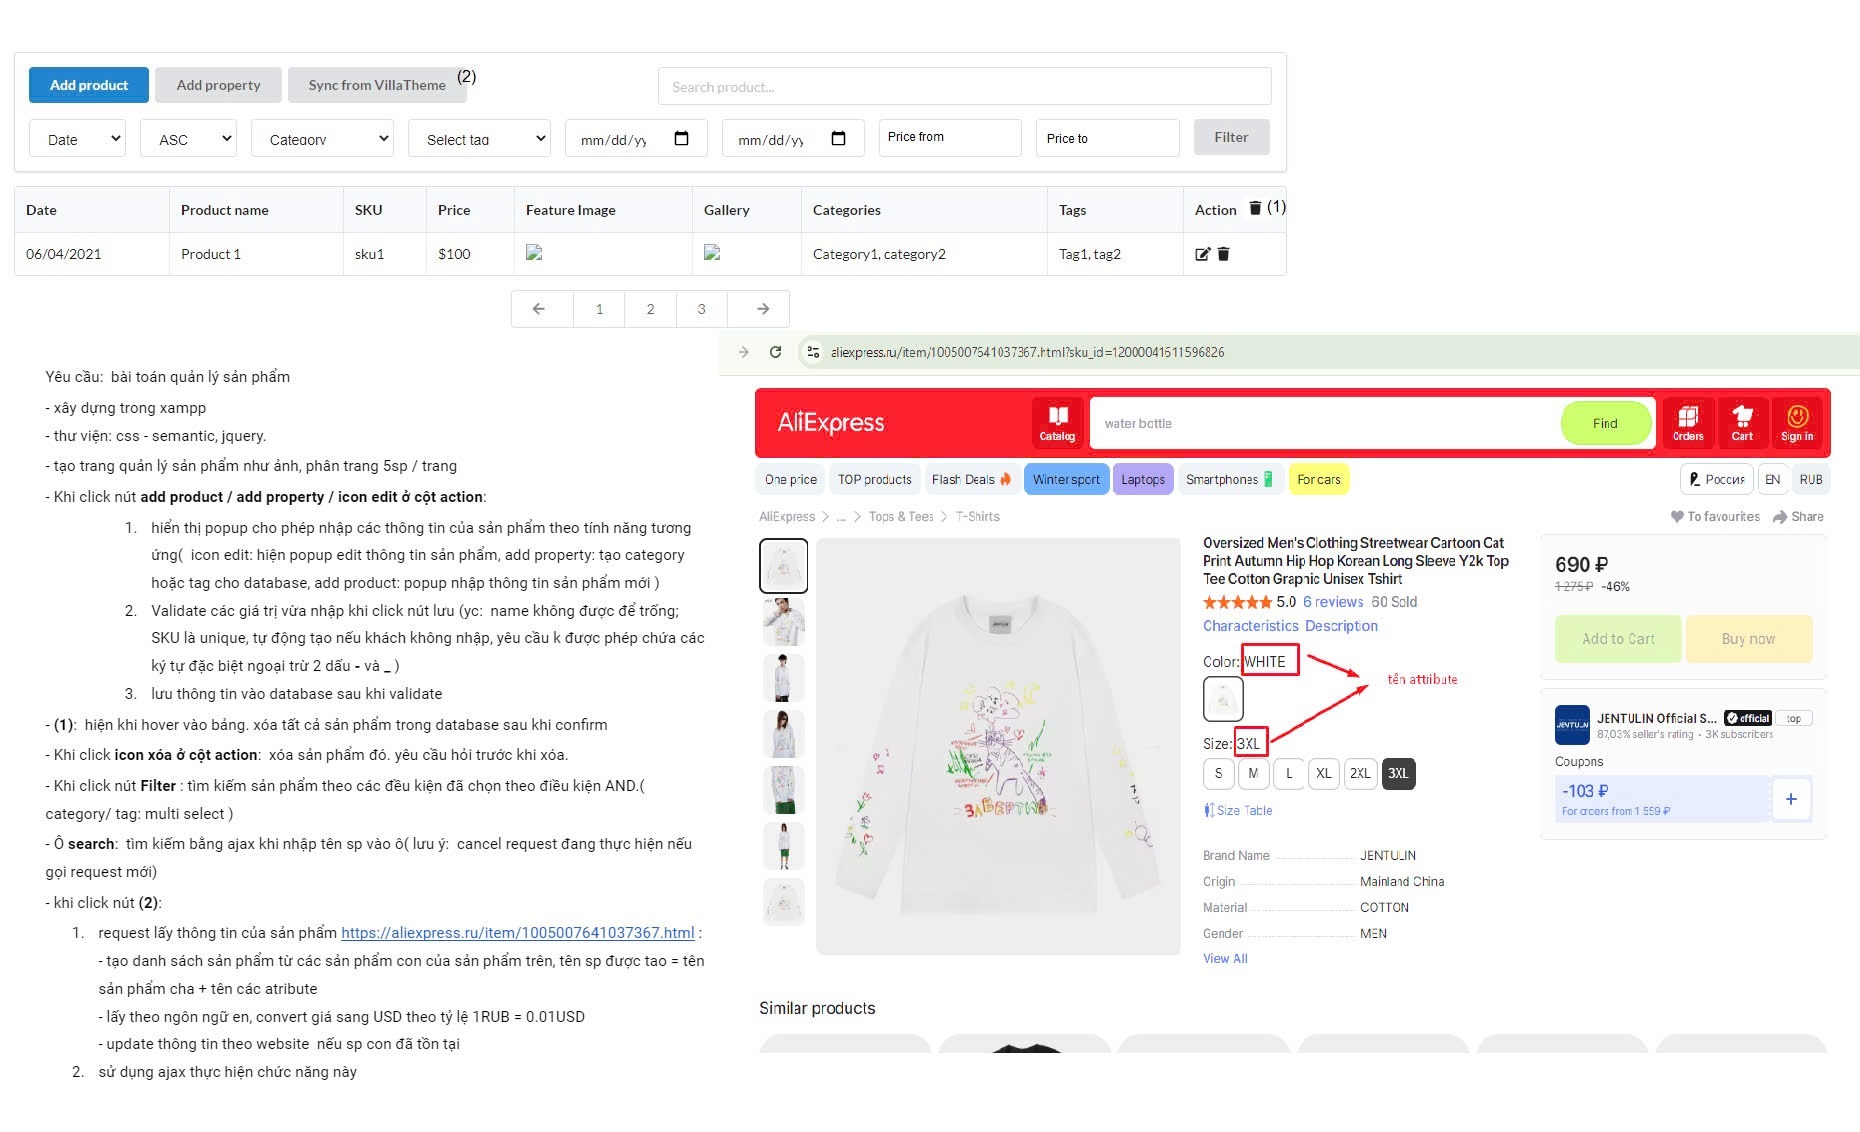 Add product
Add property
Sync from VillaTheme
(2)
Search product...
Date
ASC
Category
Select tag
mm/dd/yy
mm/dd/yy
Price from
Price to
Filter
Date Product name SKU Price Feature Image Gallery Categories Tags Action (1)
06/04/2021 Product 1 sku1 $100 Category1, category2 Tag1, tag2
← 1 2 3 →
Yêu cầu: bài toán quản lý sản phẩm
- xây dựng trong xampp
- thư viện: css - semantic, jquery.
- tạo trang quản lý sản phẩm như ảnh, phân trang 5sp / trang
- Khi click nút add product / add property / icon edit ở cột action:
1. hiển thị popup cho phép nhập các thông tin của sản phẩm theo tính năng tương
ứng( icon edit: hiện popup edit thông tin sản phẩm, add property: tạo category
hoặc tag cho database, add product: popup nhập thông tin sản phẩm mới )
2. Validate các giá trị vừa nhập khi click nút lưu (yc: name không được để trống;
SKU là unique, tự động tạo nếu khách không nhập, yêu cầu k được phép chứa các
ký tự đặc biệt ngoại trừ 2 dấu - và _ )
3. lưu thông tin vào database sau khi validate
- (1): hiện khi hover vào bảng. xóa tất cả sản phẩm trong database sau khi confirm
- Khi click icon xóa ở cột action: xóa sản phẩm đó. yêu cầu hỏi trước khi xóa.
- Khi click nút Filter : tìm kiếm sản phẩm theo các đều kiện đã chọn theo điều kiện AND.(
category/ tag: multi select )
- Ô search: tìm kiếm bằng ajax khi nhập tên sp vào ô( lưu ý: cancel request đang thực hiện nếu
gọi request mới)
- khi click nút (2):
1. request lấy thông tin của sản phẩm https://aliexpress.ru/item/1005007641037367.html :
- tạo danh sách sản phẩm từ các sản phẩm con của sản phẩm trên, tên sp được tao = tên
sản phẩm cha + tên các atribute
- lấy theo ngôn ngữ en, convert giá sang USD theo tỷ lệ 1RUB = 0.01USD
- update thông tin theo website nếu sp con đã tồn tại
2. sử dụng ajax thực hiện chức năng này
aliexpress.ru/item/1005007641037367.html?sku_id=12000041611596826
AliExpress
Catalog
water bottle
Find
Orders
Cart
Sign in
One price
TOP products
Flash Deals
Winter sport
Laptops
Smartphones
For cars
Россия
EN
RUB
AliExpress > ... > Tops & Tees > T-Shirts
To favourites
Share
Oversized Men's Clothing Streetwear Cartoon Cat
Print Autumn Hip Hop Korean Long Sleeve Y2k Top
Tee Cotton Graphic Unisex Tshirt
5.0 6 reviews 60 Sold
Characteristics Description
Color: WHITE
tên attribute
Size: 3XL
S M L XL 2XL 3XL
Size Table
Brand Name JENTULIN
Origin Mainland China
Material COTTON
Gender MEN
View All
690 ₽
1 275 ₽ -46%
Add to Cart
Buy now
JENTULIN
JENTULIN Official S... official top
87,03% seller's rating • 3K subscribers
Coupons
-103 ₽
For orders from 1 559 ₽
+
Similar products